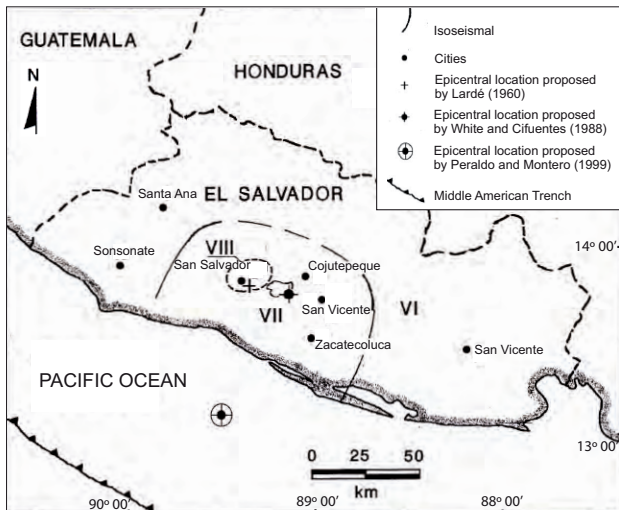 GUATEMALA
HONDURAS
N
Isoseismal
Cities
Epicentral location proposed
by Lardé (1960)
Epicentral location proposed
by White and Cifuentes (1988)
Epicentral location proposed
by Peraldo and Montero (1999)
Middle American Trench
Santa Ana
EL SALVADOR
Sonsonate
VIII
San Salvador
Cojutepeque
14° 00'
VII
San Vicente
VI
Zacatecoluca
San Vicente
PACIFIC OCEAN
13° 00'
0 25 50
km
90° 00'
89° 00'
88° 00'